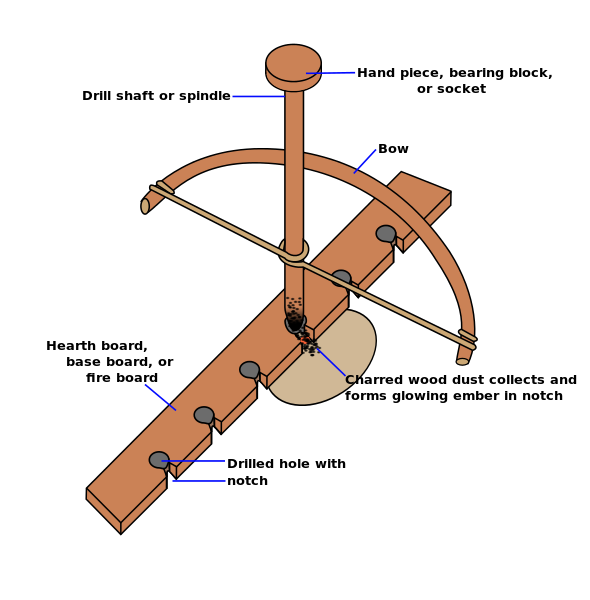 Hand piece, bearing block,
or socket
Drill shaft or spindle
Bow
Hearth board,
base board, or
fire board
Charred wood dust collects and
forms glowing ember in notch
Drilled hole with
notch